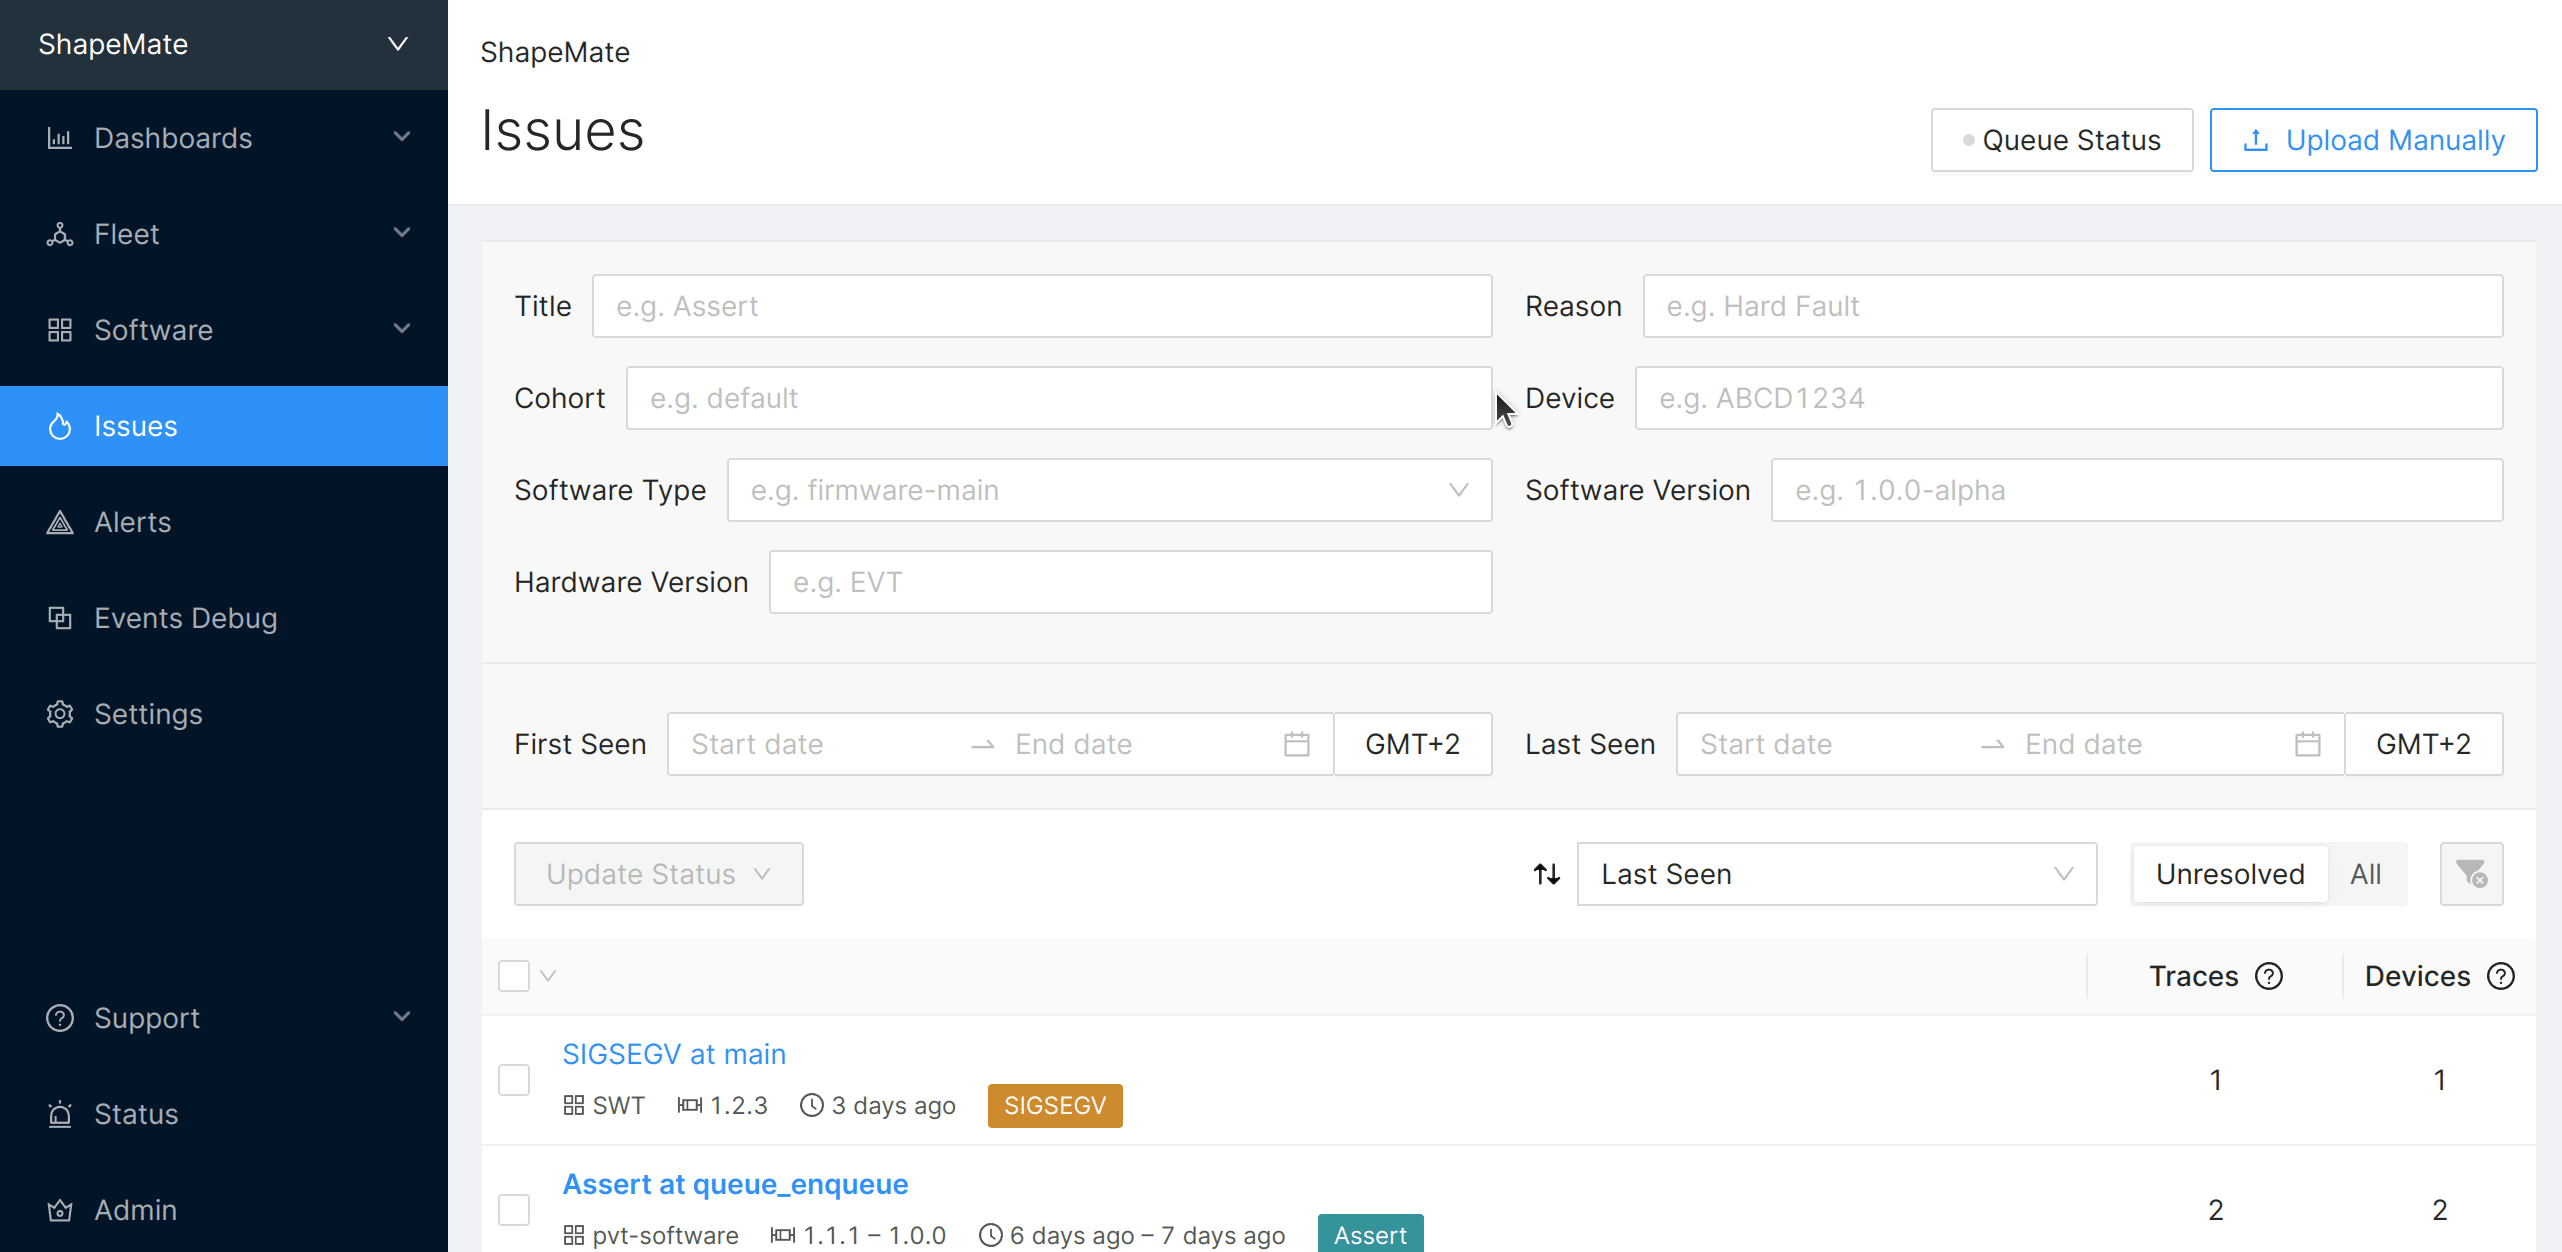 ShapeMate
Dashboards
Fleet
Software
Issues
Alerts
Events Debug
Settings
Support
Status
Admin
ShapeMate
Issues
Queue Status
Upload Manually
Title e.g. Assert
Reason e.g. Hard Fault
Cohort e.g. default
Device e.g. ABCD1234
Software Type e.g. firmware-main
Software Version e.g. 1.0.0-alpha
Hardware Version e.g. EVT
First Seen Start date End date GMT+2
Last Seen Start date End date GMT+2
Update Status
Last Seen
Unresolved All
Traces Devices
SIGSEGV at main
SWT 1.2.3 3 days ago SIGSEGV
1 1
Assert at queue_enqueue
pvt-software 1.1.1 – 1.0.0 6 days ago – 7 days ago Assert
2 2